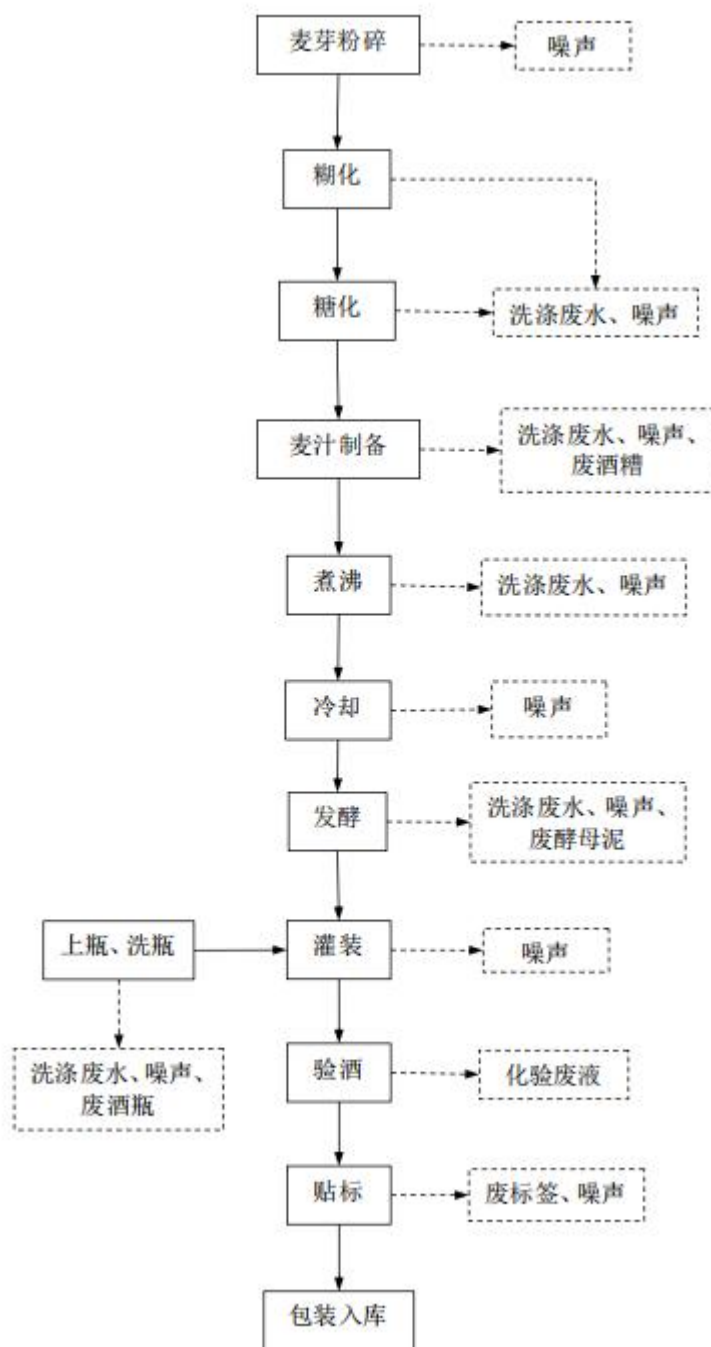 麦芽粉碎
噪声
糊化
糖化
洗涤废水、噪声
麦汁制备
洗涤废水、噪声、
废酒糟
煮沸
洗涤废水、噪声
冷却
噪声
发酵
洗涤废水、噪声、
废酵母泥
上瓶、洗瓶
灌装
噪声
洗涤废水、噪声、
废酒瓶
验酒
化验废液
贴标
废标签、噪声
包装入库